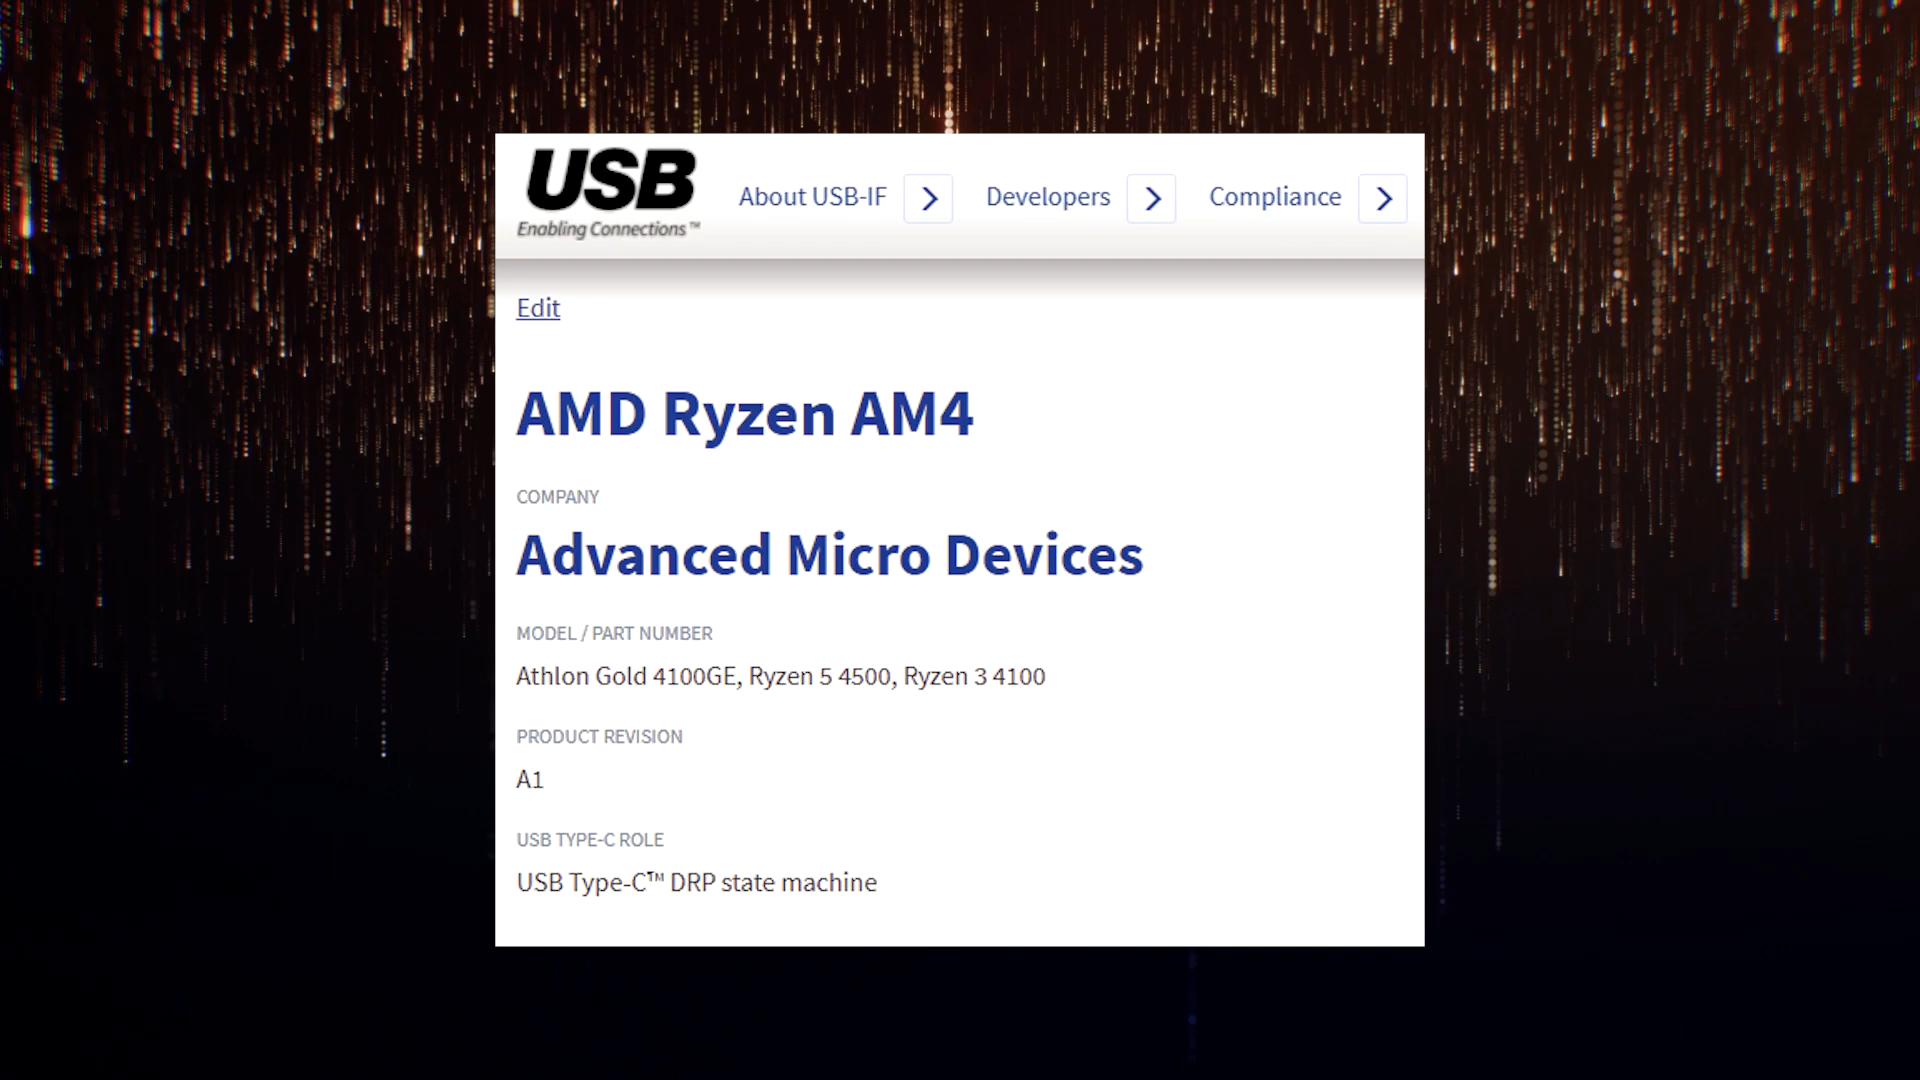 USB
Enabling Connections™
About USB-IF
Developers
Compliance
Edit
AMD Ryzen AM4
COMPANY
Advanced Micro Devices
MODEL / PART NUMBER
Athlon Gold 4100GE, Ryzen 5 4500, Ryzen 3 4100
PRODUCT REVISION
A1
USB TYPE-C ROLE
USB Type-C™ DRP state machine